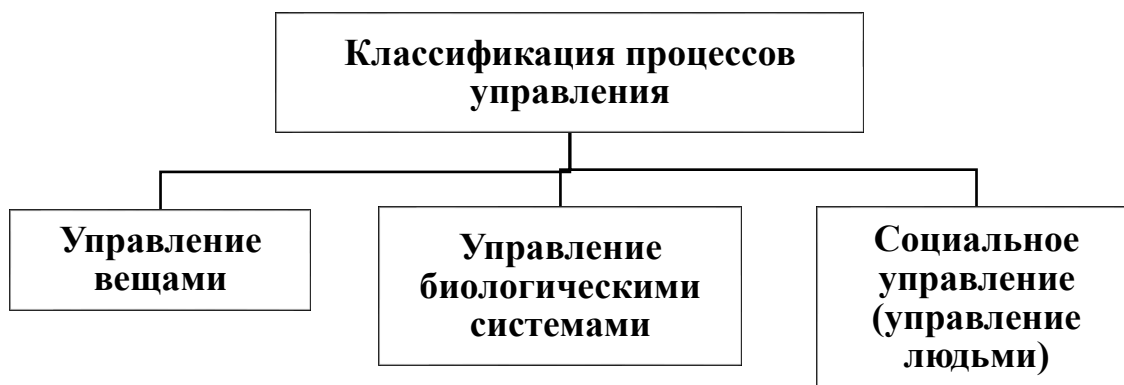 Классификация процессов
управления
Управление
вещами
Управление
биологическими
системами
Социальное
управление
(управление
людьми)